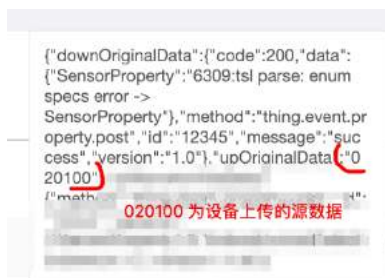 {"downOriginalData":{"code":200,"data":
{"SensorProperty":"6309:tsl parse: enum
specs error ->
SensorProperty"},"method":"thing.event.pr
operty.post","id":"12345","message":"suc
cess","version":"1.0"},"upOriginalData":"0
20100"
{"meth
020100 为设备上传的源数据
d":